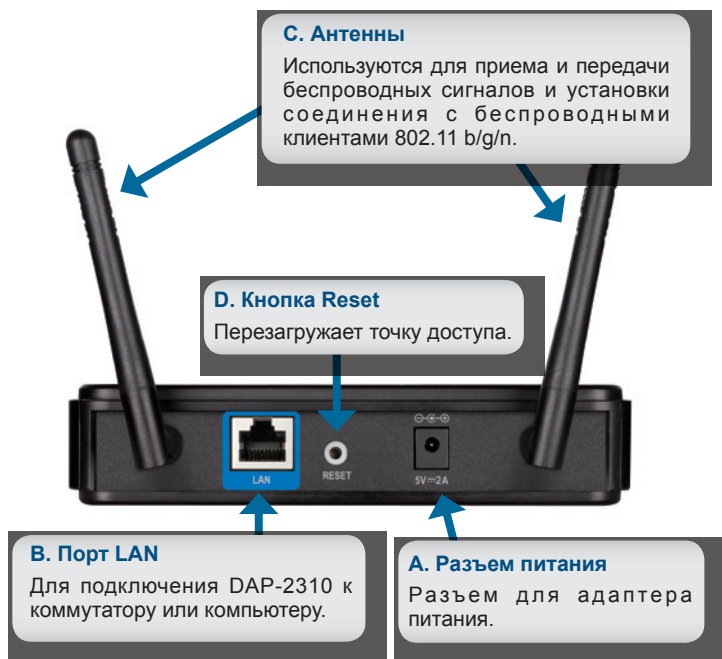 C. Антенны
Используются для приема и передачи
беспроводных сигналов и установки
соединения с беспроводными
клиентами 802.11 b/g/n.
D. Кнопка Reset
Перезагружает точку доступа.
LAN
RESET
5V⎓2A
B. Порт LAN
Для подключения DAP-2310 к
коммутатору или компьютеру.
A. Разъем питания
Разъем для адаптера
питания.